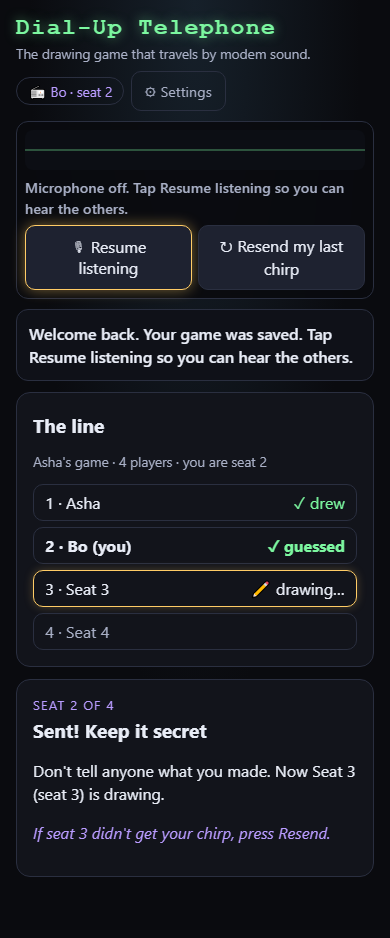 Dial-Up Telephone
The drawing game that travels by modem sound.
📻 Bo · seat 2
⚙ Settings
Microphone off. Tap Resume listening so you can
hear the others.
🎙 Resume
listening
↻ Resend my last
chirp
Welcome back. Your game was saved. Tap
Resume listening so you can hear the others.
The line
Asha's game · 4 players · you are seat 2
1 · Asha ✓ drew
2 · Bo (you) ✓ guessed
3 · Seat 3 ✏️ drawing...
4 · Seat 4
SEAT 2 OF 4
Sent! Keep it secret
Don't tell anyone what you made. Now Seat 3
(seat 3) is drawing.
If seat 3 didn't get your chirp, press Resend.